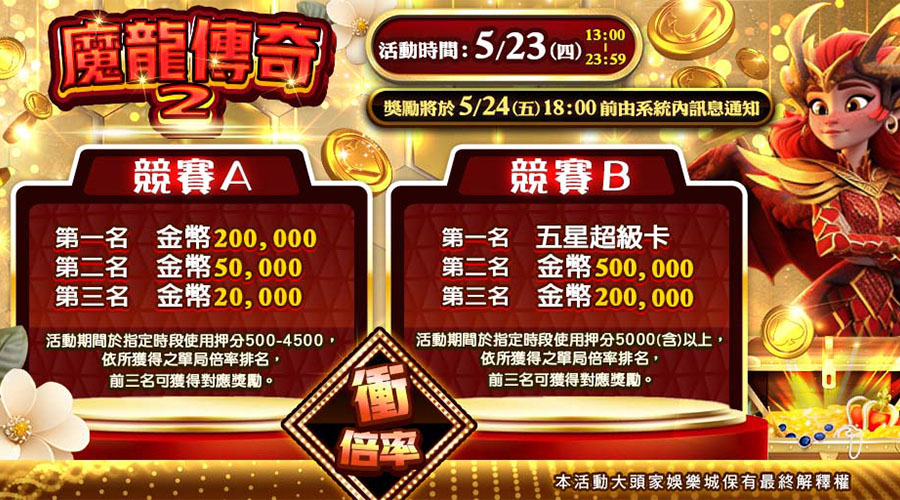 魔龍傳奇
2
活動時間：5/23(四) 13:00
|
23:59
獎勵將於 5/24(五)18:00 前由系統內訊息通知
競賽A
第一名 金幣200,000
第二名 金幣50,000
第三名 金幣20,000
活動期間於指定時段使用押分500-4500，
依所獲得之單局倍率排名，
前三名可獲得對應獎勵。
競賽B
第一名 五星超級卡
第二名 金幣500,000
第三名 金幣200,000
活動期間於指定時段使用押分5000(含)以上，
依所獲得之單局倍率排名，
前三名可獲得對應獎勵。
衝
倍率
本活動大頭家娛樂城保有最終解釋權